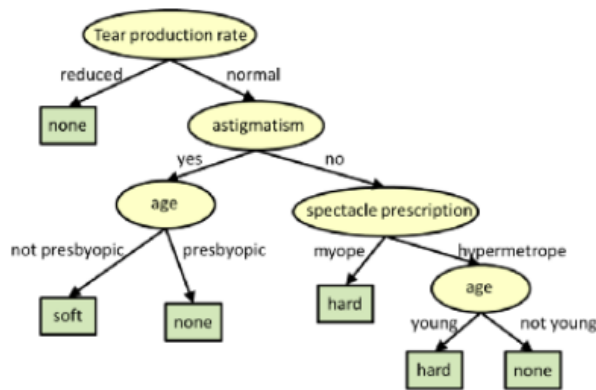 Tear production rate
reduced
normal
none
astigmatism
yes
no
age
spectacle prescription
not presbyopic
presbyopic
myope
hypermetrope
soft
none
hard
age
young
not young
hard
none